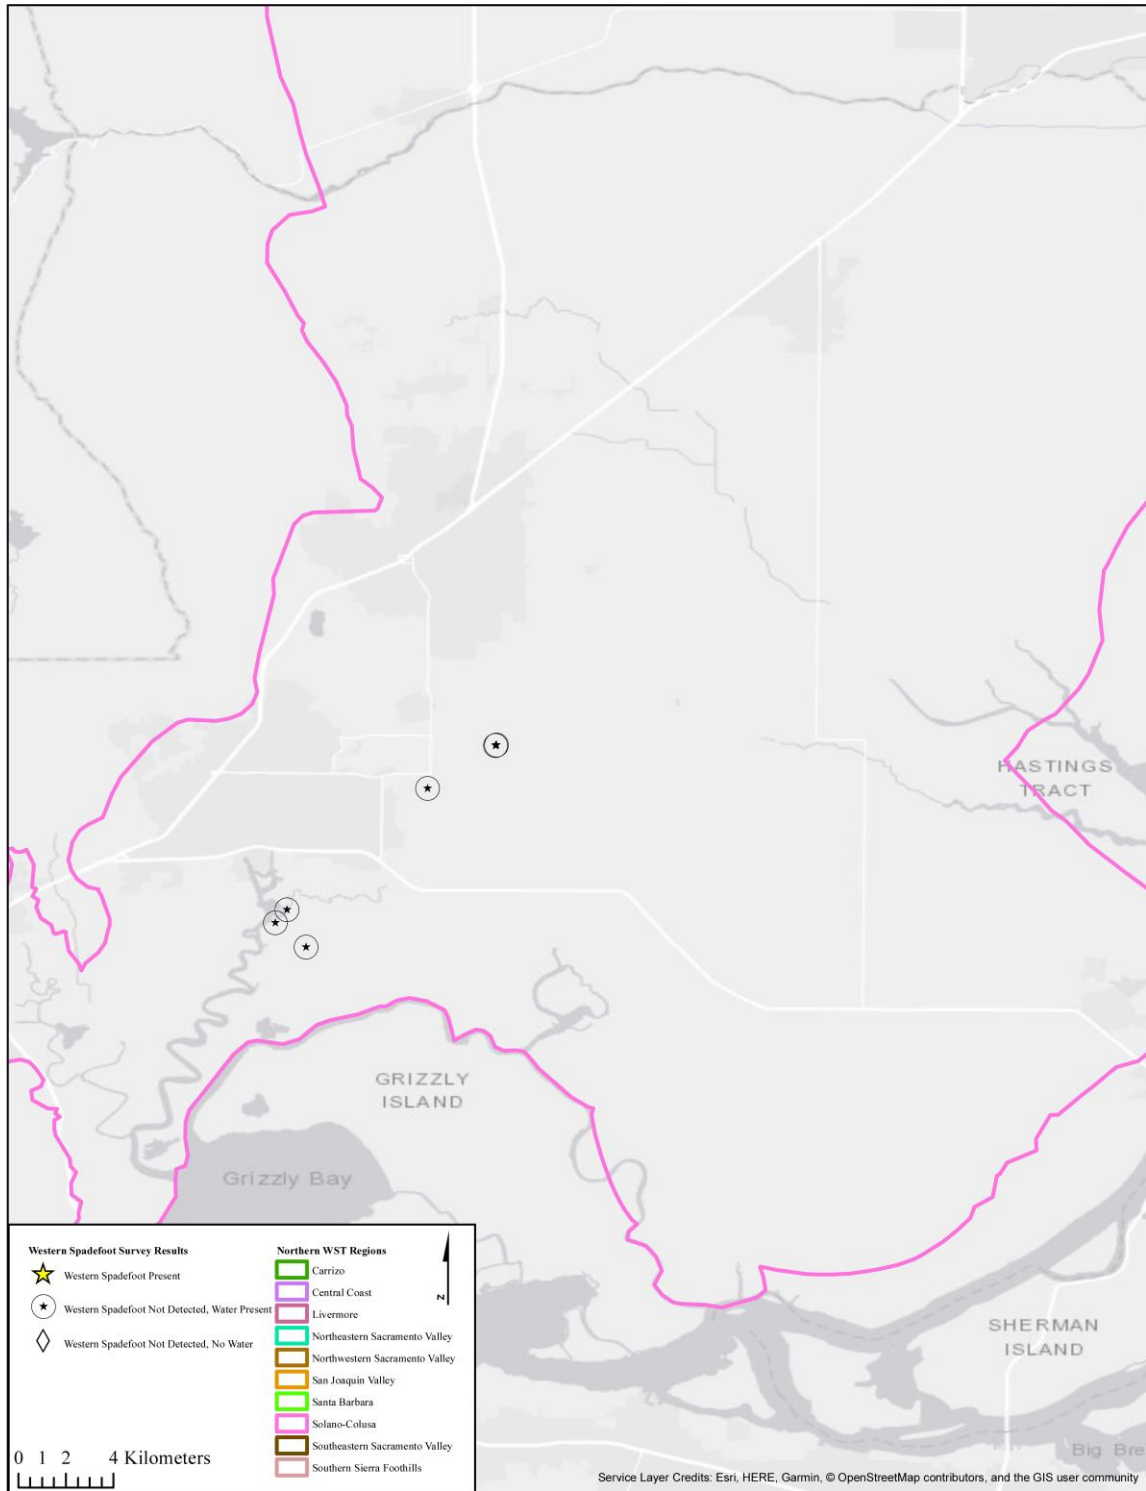 HASTINGS
TRACT
GRIZZLY
ISLAND
Grizzly Bay
SHERMAN
ISLAND
Big Bre
Western Spadefoot Survey Results
Western Spadefoot Present
Western Spadefoot Not Detected, Water Present
Western Spadefoot Not Detected, No Water
Northern WST Regions
Carrizo
Central Coast
Livermore
Northeastern Sacramento Valley
Northwestern Sacramento Valley
San Joaquin Valley
Santa Barbara
Solano-Colusa
Southeastern Sacramento Valley
Southern Sierra Foothills
N
0 1 2 4 Kilometers
Service Layer Credits: Esri, HERE, Garmin, © OpenStreetMap contributors, and the GIS user community